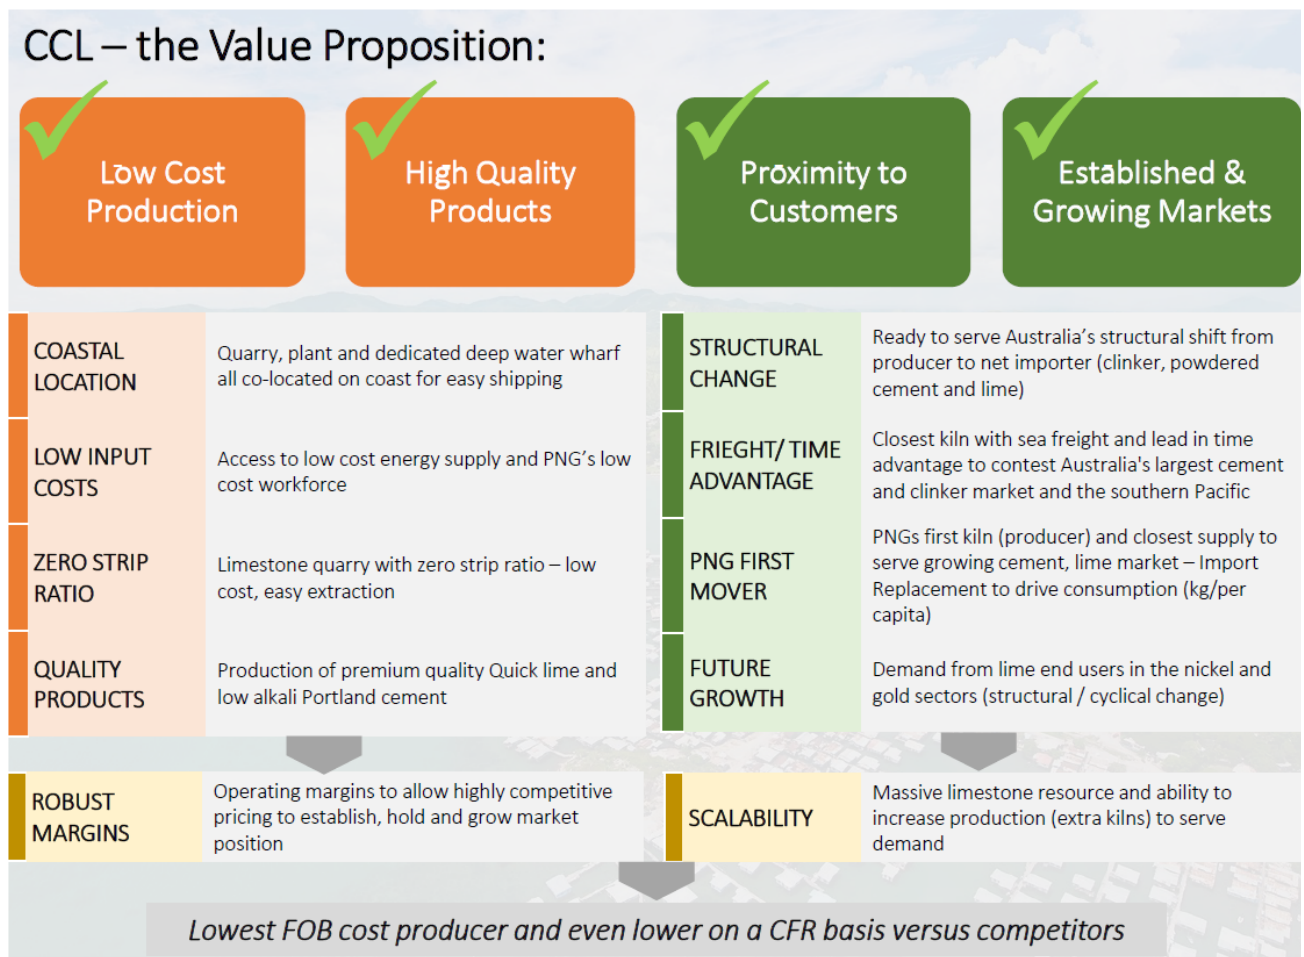 CCL – the Value Proposition:
Low Cost
Production
High Quality
Products
Proximity to
Customers
Established &
Growing Markets
COASTAL
LOCATION
Quarry, plant and dedicated deep water wharf
all co-located on coast for easy shipping
LOW INPUT
COSTS
Access to low cost energy supply and PNG's low
cost workforce
ZERO STRIP
RATIO
Limestone quarry with zero strip ratio – low
cost, easy extraction
QUALITY
PRODUCTS
Production of premium quality Quick lime and
low alkali Portland cement
ROBUST
MARGINS
Operating margins to allow highly competitive
pricing to establish, hold and grow market
position
STRUCTURAL
CHANGE
Ready to serve Australia's structural shift from
producer to net importer (clinker, powdered
cement and lime)
FRIEGHT/ TIME
ADVANTAGE
Closest kiln with sea freight and lead in time
advantage to contest Australia's largest cement
and clinker market and the southern Pacific
PNG FIRST
MOVER
PNGs first kiln (producer) and closest supply to
serve growing cement, lime market – Import
Replacement to drive consumption (kg/per
capita)
FUTURE
GROWTH
Demand from lime end users in the nickel and
gold sectors (structural / cyclical change)
SCALABILITY
Massive limestone resource and ability to
increase production (extra kilns) to serve
demand
Lowest FOB cost producer and even lower on a CFR basis versus competitors